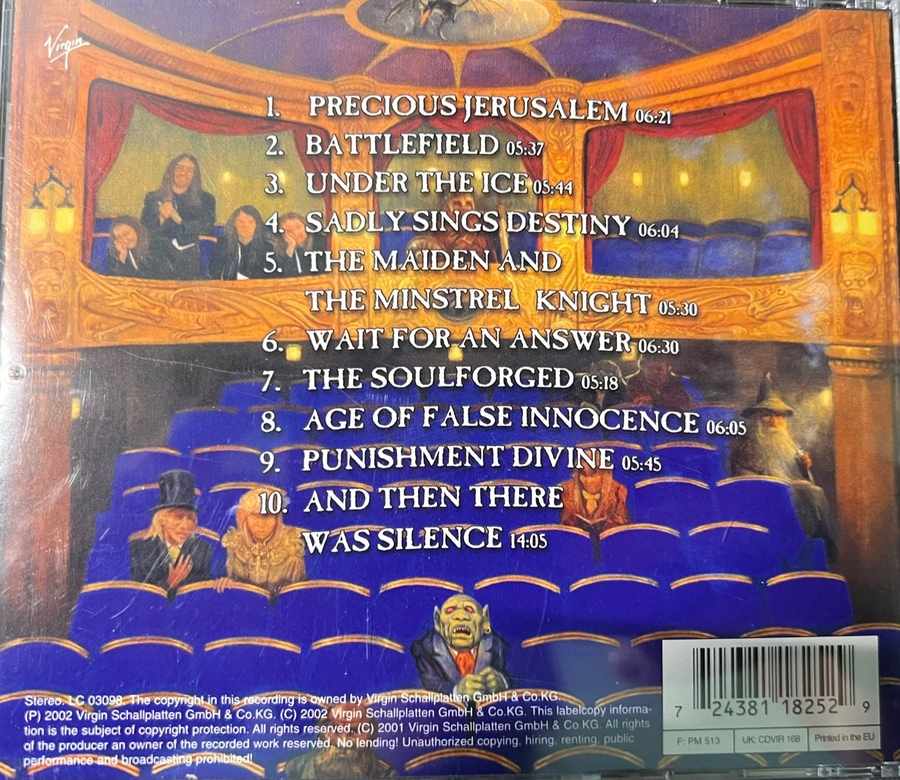 Virgin
1. PRECIOUS JERUSALEM 06:21
2. BATTLEFIELD 05:37
3. UNDER THE ICE 05:44
4. SADLY SINGS DESTINY 06:04
5. THE MAIDEN AND
THE MINSTREL KNIGHT 05:30
6. WAIT FOR AN ANSWER 06:30
7. THE SOULFORGED 05:18
8. AGE OF FALSE INNOCENCE 06:05
9. PUNISHMENT DIVINE 05:45
10. AND THEN THERE
WAS SILENCE 14:05
Stereo. LC 03098. The copyright in this recording is owned by Virgin Schallplatten GmbH & Co.KG.
(P) 2002 Virgin Schallplatten GmbH & Co.KG. (C) 2002 Virgin Schallplatten GmbH & Co.KG. This labelcopy informa-
tion is the subject of copyright protection. All rights reserved. (C) 2001 Virgin Schallplatten GmbH & Co.KG. All rights
of the producer an owner of the recorded work reserved. No lending! Unauthorized copying, hiring, renting, public
performance and broadcasting prohibited!
7 24381 18252 9
F: PM 513 UK: CDVIR 168 Printed in the EU